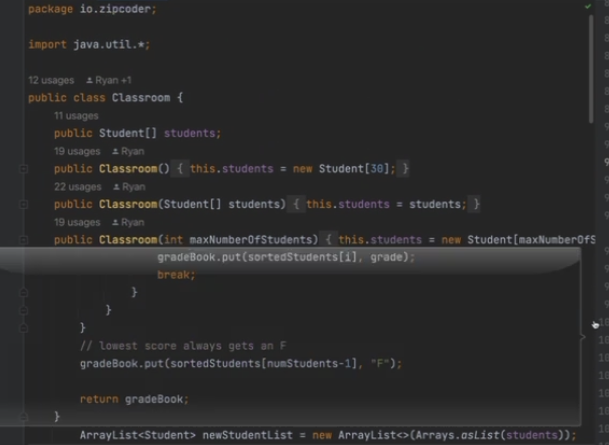 package io.zipcoder;
import java.util.*;
12 usages Ryan +1
public class Classroom {
11 usages
public Student[] students;
19 usages Ryan
public Classroom() { this.students = new Student[30]; }
22 usages Ryan
public Classroom(Student[] students) { this.students = students; }
19 usages Ryan
public Classroom(int maxNumberOfStudents) { this.students = new Student[maxNumberOfS
gradeBook.put(sortedStudents[i], grade);
break;
}
}
}
// lowest score always gets an F
gradeBook.put(sortedStudents[numStudents-1], "F");
return gradeBook;
}
ArrayList<Student> newStudentList = new ArrayList<>(Arrays.asList(students));